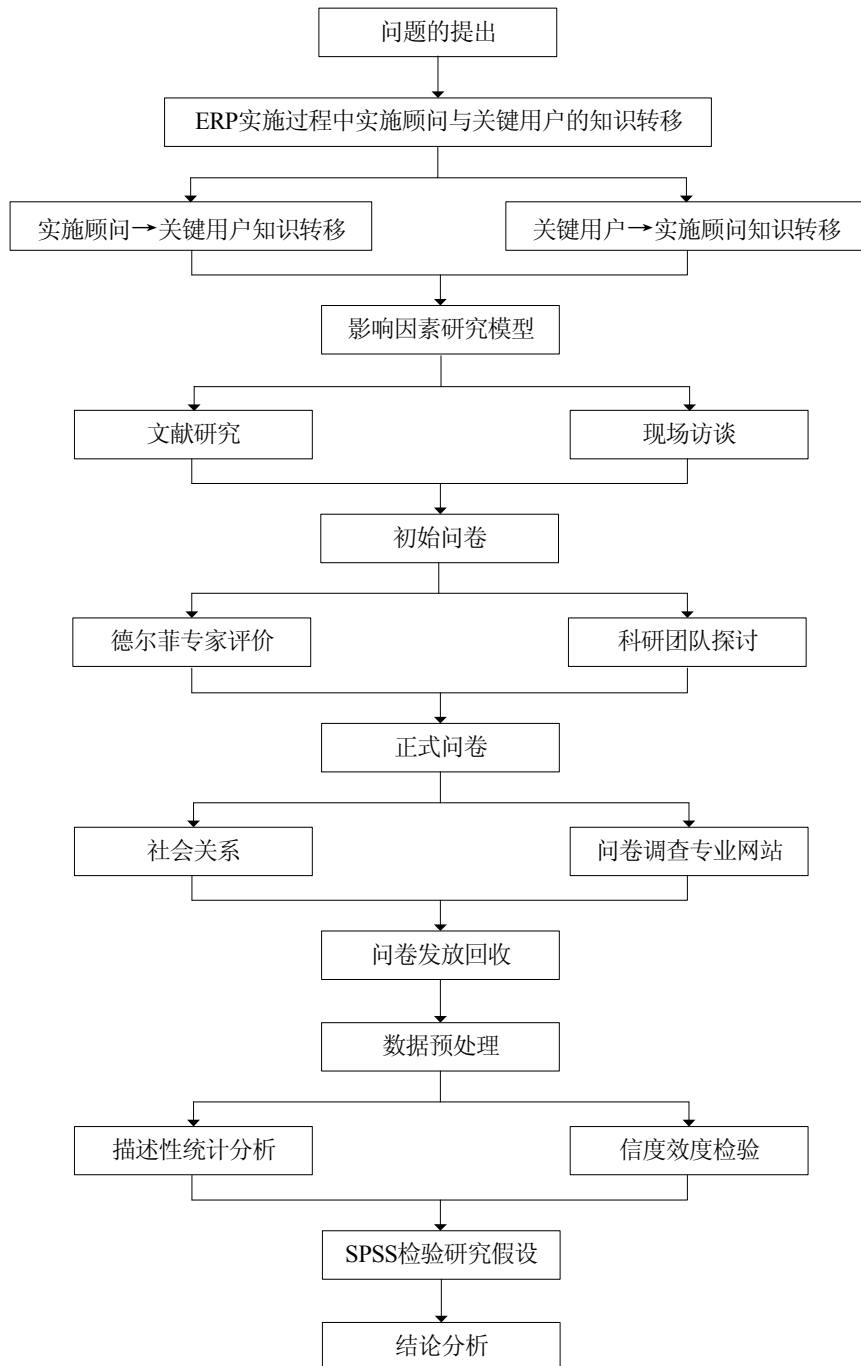 问题的提出
ERP实施过程中实施顾问与关键用户的知识转移
实施顾问→关键用户知识转移
关键用户→实施顾问知识转移
影响因素研究模型
文献研究
现场访谈
初始问卷
德尔菲专家评价
科研团队探讨
正式问卷
社会关系
问卷调查专业网站
问卷发放回收
数据预处理
描述性统计分析
信度效度检验
SPSS检验研究假设
结论分析